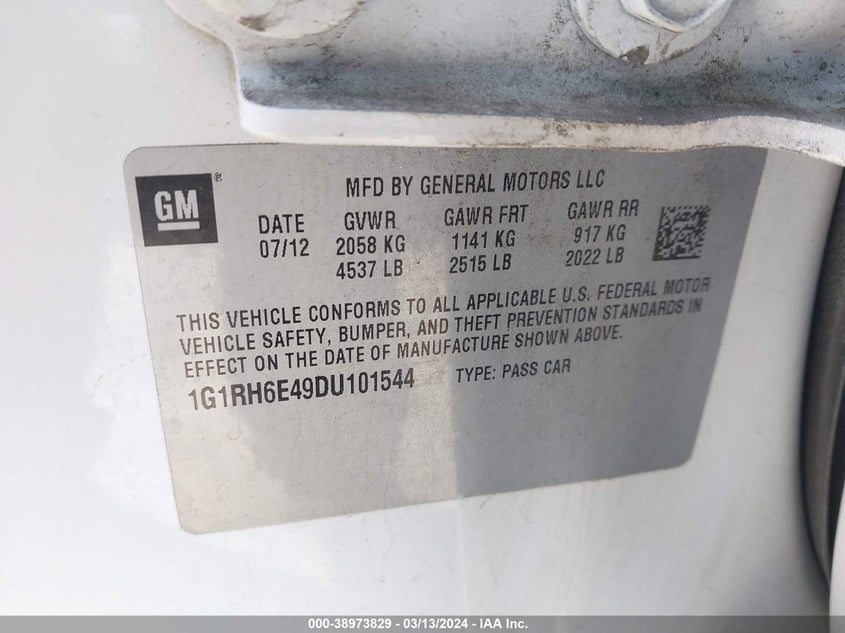 GM®
MFD BY GENERAL MOTORS LLC
DATE GVWR GAWR FRT GAWR RR
07/12 2058 KG 1141 KG 917 KG
4537 LB 2515 LB 2022 LB
THIS VEHICLE CONFORMS TO ALL APPLICABLE U.S. FEDERAL MOTOR
VEHICLE SAFETY, BUMPER, AND THEFT PREVENTION STANDARDS IN
EFFECT ON THE DATE OF MANUFACTURE SHOWN ABOVE.
1G1RH6E49DU101544 TYPE: PASS CAR
000-38973829 - 03/13/2024 - IAA Inc.